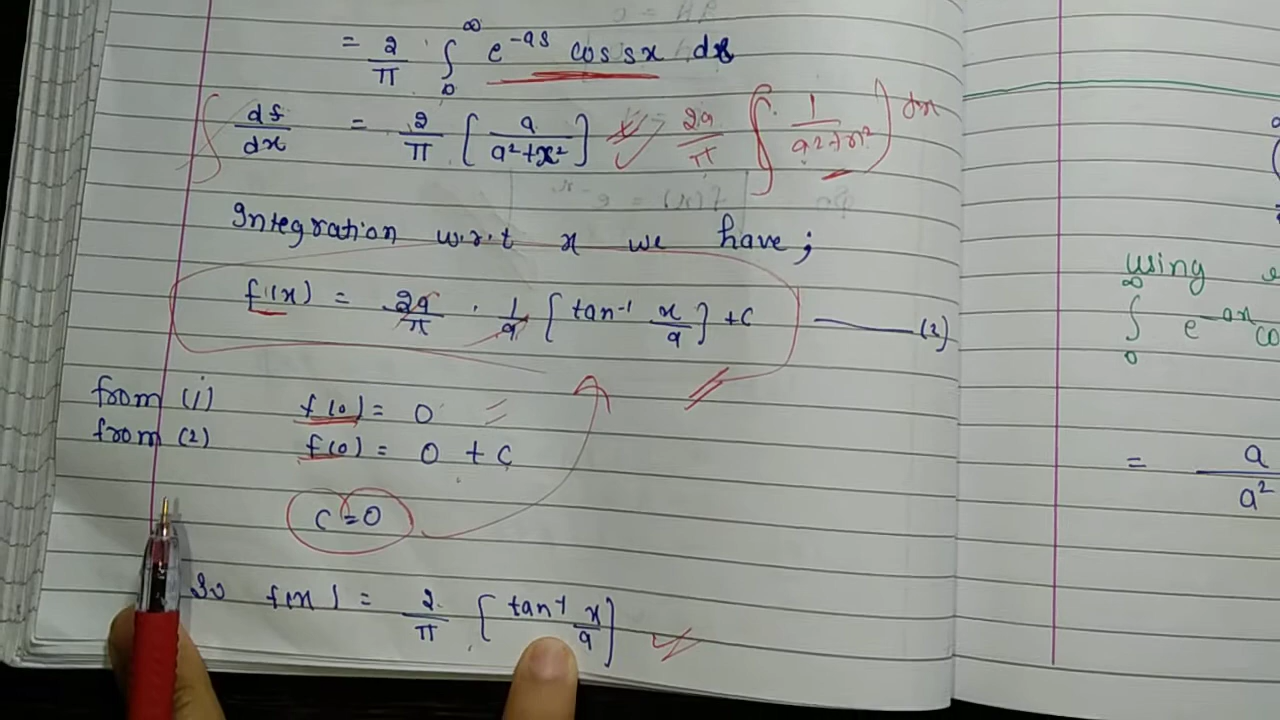 = 2/π ∫₀^∞ e^-as cos sx ds
∫ df/dx = 2/π [a/(a²+x²)] 2a/π ∫ 1/(a²+x²) dx
Integration w.r.t x we have;
f(x) = 2a/π · 1/a [tan⁻¹ x/a] + C ——— (2)
from (i) f(0) = 0
from (2) f(0) = 0 + C
C = 0
So f(x) = 2/π [tan⁻¹ x/a]
using
∫₀^∞ e^-ax co
= a
a²